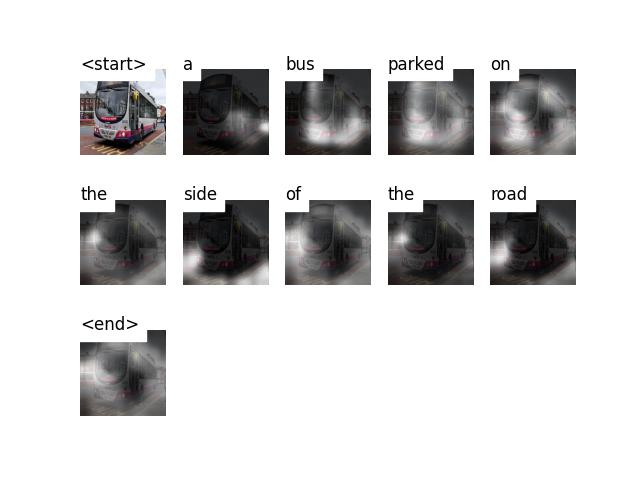 <start> a bus parked on
the side of the road
<end>